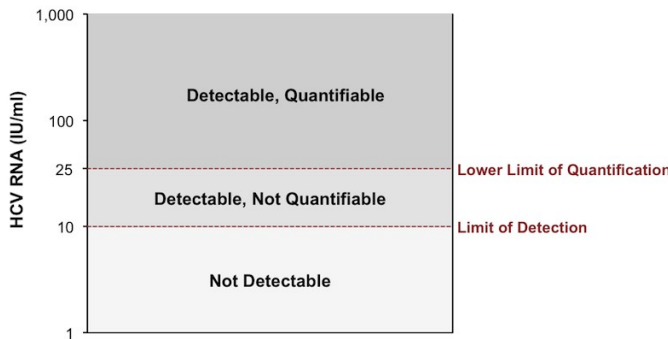 1,000
Detectable, Quantifiable
100
25
Lower Limit of Quantification
Detectable, Not Quantifiable
10
Limit of Detection
Not Detectable
1
HCV RNA (IU/ml)